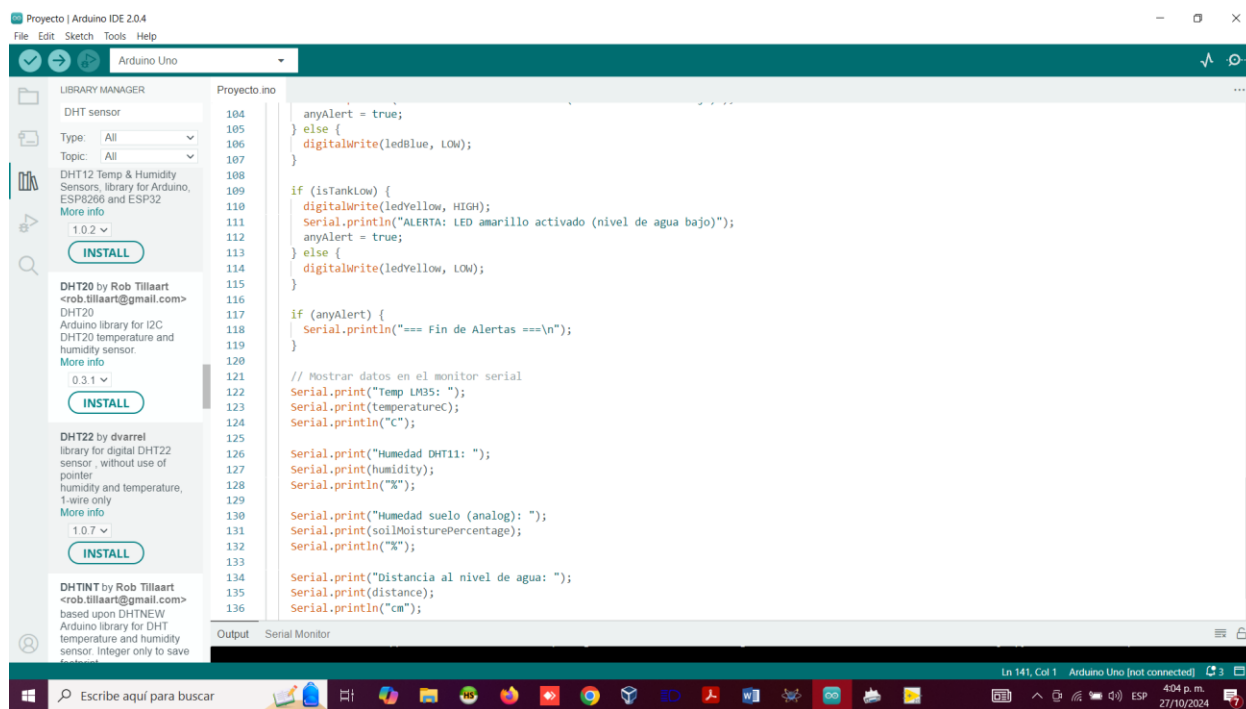 Proyecto | Arduino IDE 2.0.4
File Edit Sketch Tools Help
Arduino Uno
LIBRARY MANAGER
DHT sensor
Type: All
Topic: All
DHT12 Temp & Humidity
Sensors, library for Arduino,
ESP8266 and ESP32
More info
1.0.2
INSTALL
DHT20 by Rob Tillaart
<rob.tillaart@gmail.com>
DHT20
Arduino library for I2C
DHT20 temperature and
humidity sensor.
More info
0.3.1
INSTALL
DHT22 by dvarrel
library for digital DHT22
sensor , without use of
pointer
humidity and temperature,
1-wire only
More info
1.0.7
INSTALL
DHTINT by Rob Tillaart
<rob.tillaart@gmail.com>
based upon DHTNEW
Arduino library for DHT
temperature and humidity
sensor. Integer only to save
Proyecto.ino
104 anyAlert = true;
105 } else {
106 digitalWrite(ledBlue, LOW);
107 }
108
109 if (isTankLow) {
110 digitalWrite(ledYellow, HIGH);
111 Serial.println("ALERTA: LED amarillo activado (nivel de agua bajo)");
112 anyAlert = true;
113 } else {
114 digitalWrite(ledYellow, LOW);
115 }
116
117 if (anyAlert) {
118 Serial.println("=== Fin de Alertas ===\n");
119 }
120
121 // Mostrar datos en el monitor serial
122 Serial.print("Temp LM35: ");
123 Serial.print(temperatureC);
124 Serial.println("C");
125
126 Serial.print("Humedad DHT11: ");
127 Serial.print(humidity);
128 Serial.println("%");
129
130 Serial.print("Humedad suelo (analog): ");
131 Serial.print(soilMoisturePercentage);
132 Serial.println("%");
133
134 Serial.print("Distancia al nivel de agua: ");
135 Serial.print(distance);
136 Serial.println("cm");
Output Serial Monitor
Ln 141, Col 1 Arduino Uno [not connected] 3
Escribe aquí para buscar
HS
ESP
4:04 p. m.
27/10/2024
7